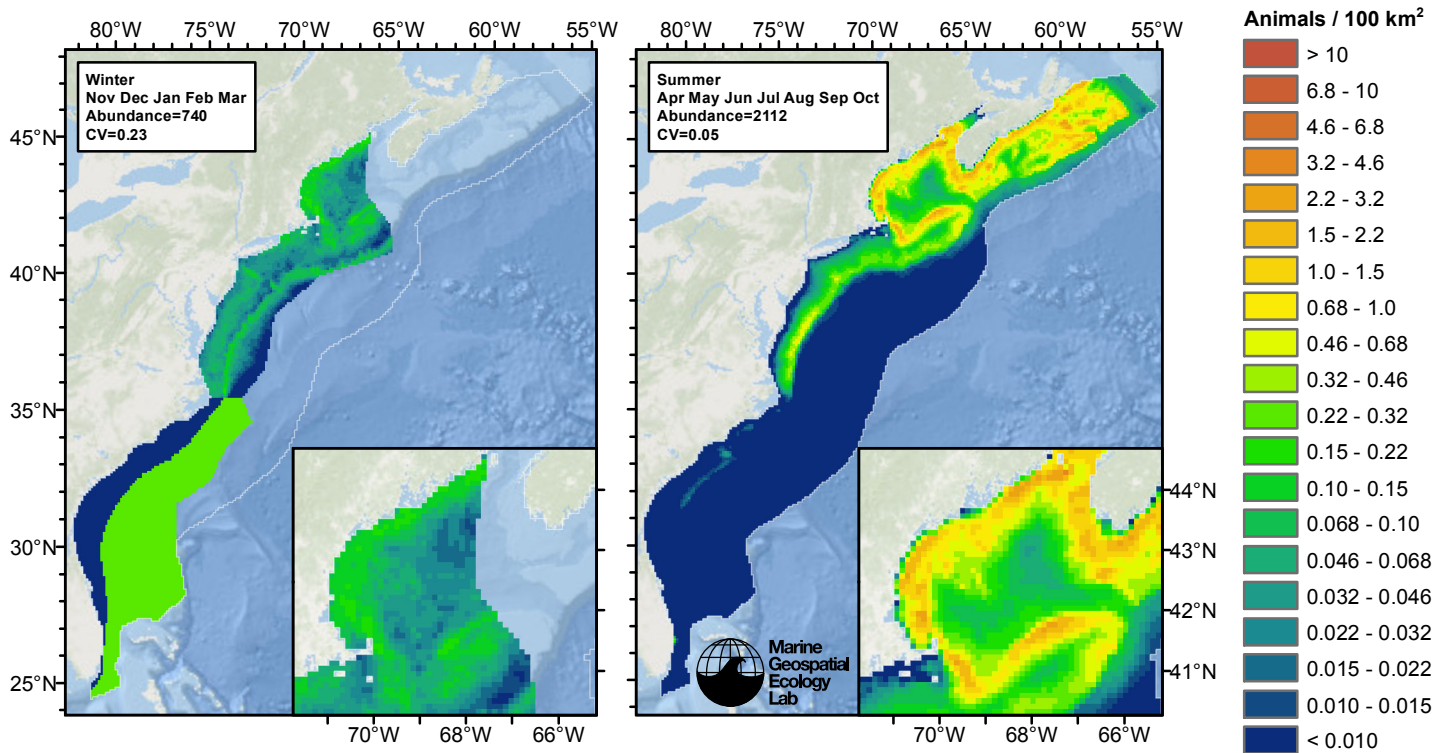 80°W 75°W 70°W 65°W 60°W 55°W
80°W 75°W 70°W 65°W 60°W 55°W
Winter
Nov Dec Jan Feb Mar
Abundance=740
CV=0.23
Summer
Apr May Jun Jul Aug Sep Oct
Abundance=2112
CV=0.05
45°N
40°N
35°N
30°N
25°N
44°N
43°N
42°N
41°N
70°W 68°W 66°W
70°W 68°W 66°W
Marine
Geospatial
Ecology
Lab
Animals / 100 km²
> 10
6.8 - 10
4.6 - 6.8
3.2 - 4.6
2.2 - 3.2
1.5 - 2.2
1.0 - 1.5
0.68 - 1.0
0.46 - 0.68
0.32 - 0.46
0.22 - 0.32
0.15 - 0.22
0.10 - 0.15
0.068 - 0.10
0.046 - 0.068
0.032 - 0.046
0.022 - 0.032
0.015 - 0.022
0.010 - 0.015
< 0.010